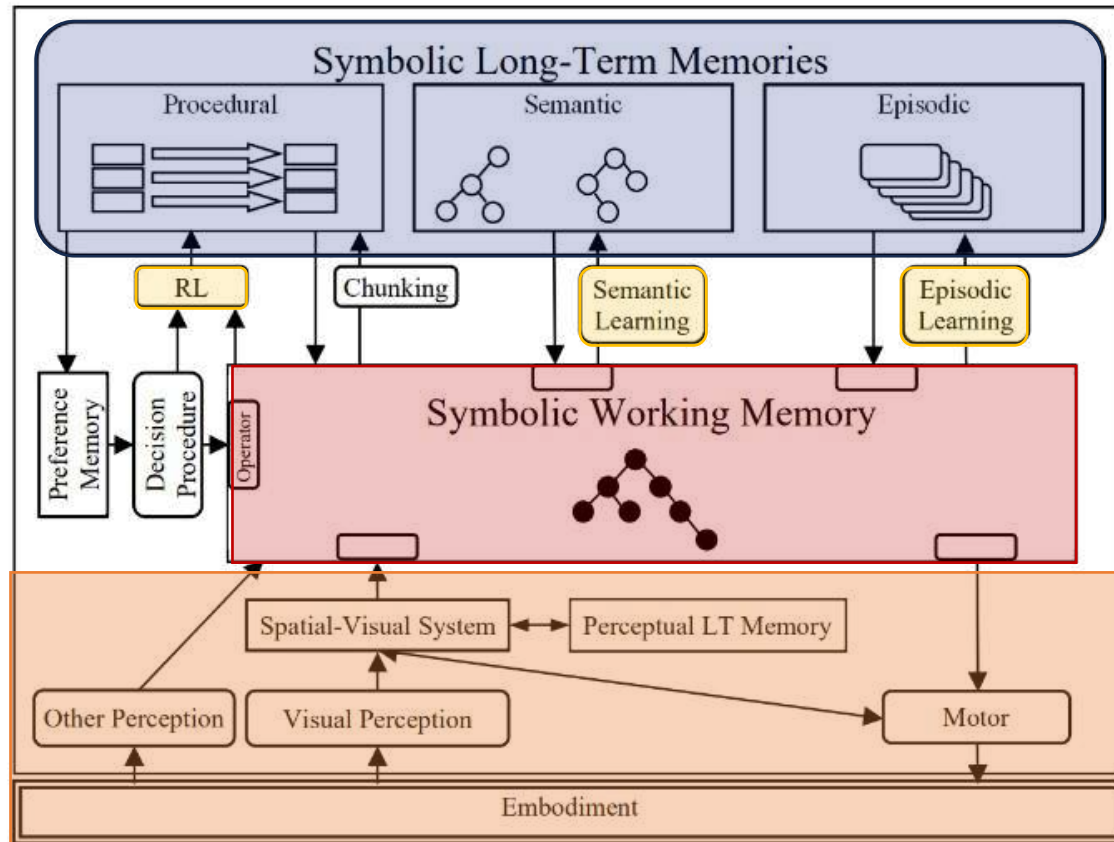 Symbolic Long-Term Memories
Procedural
Semantic
Episodic
RL
Chunking
Semantic
Learning
Episodic
Learning
Preference
Memory
Decision
Procedure
Operator
Symbolic Working Memory
Spatial-Visual System
Perceptual LT Memory
Other Perception
Visual Perception
Motor
Embodiment